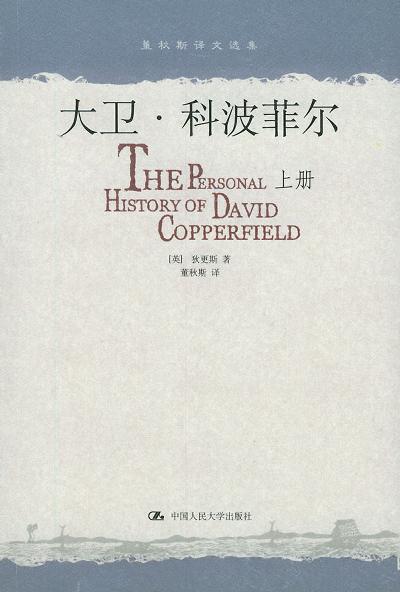 董秋斯译文选集
大卫·科波菲尔
THE PERSONAL 上册
HISTORY OF DAVID
COPPERFIELD
[英] 狄更斯 著
董秋斯 译
中国人民大学出版社